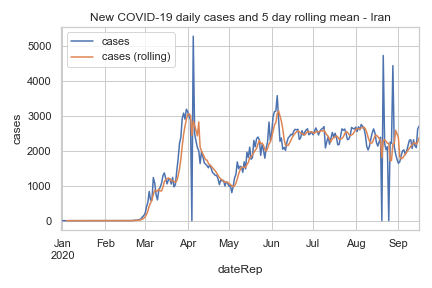 New COVID-19 daily cases and 5 day rolling mean - Iran
cases
cases (rolling)
5000
4000
3000
2000
1000
0
cases
Jan Feb Mar Apr May Jun Jul Aug Sep
2020
dateRep